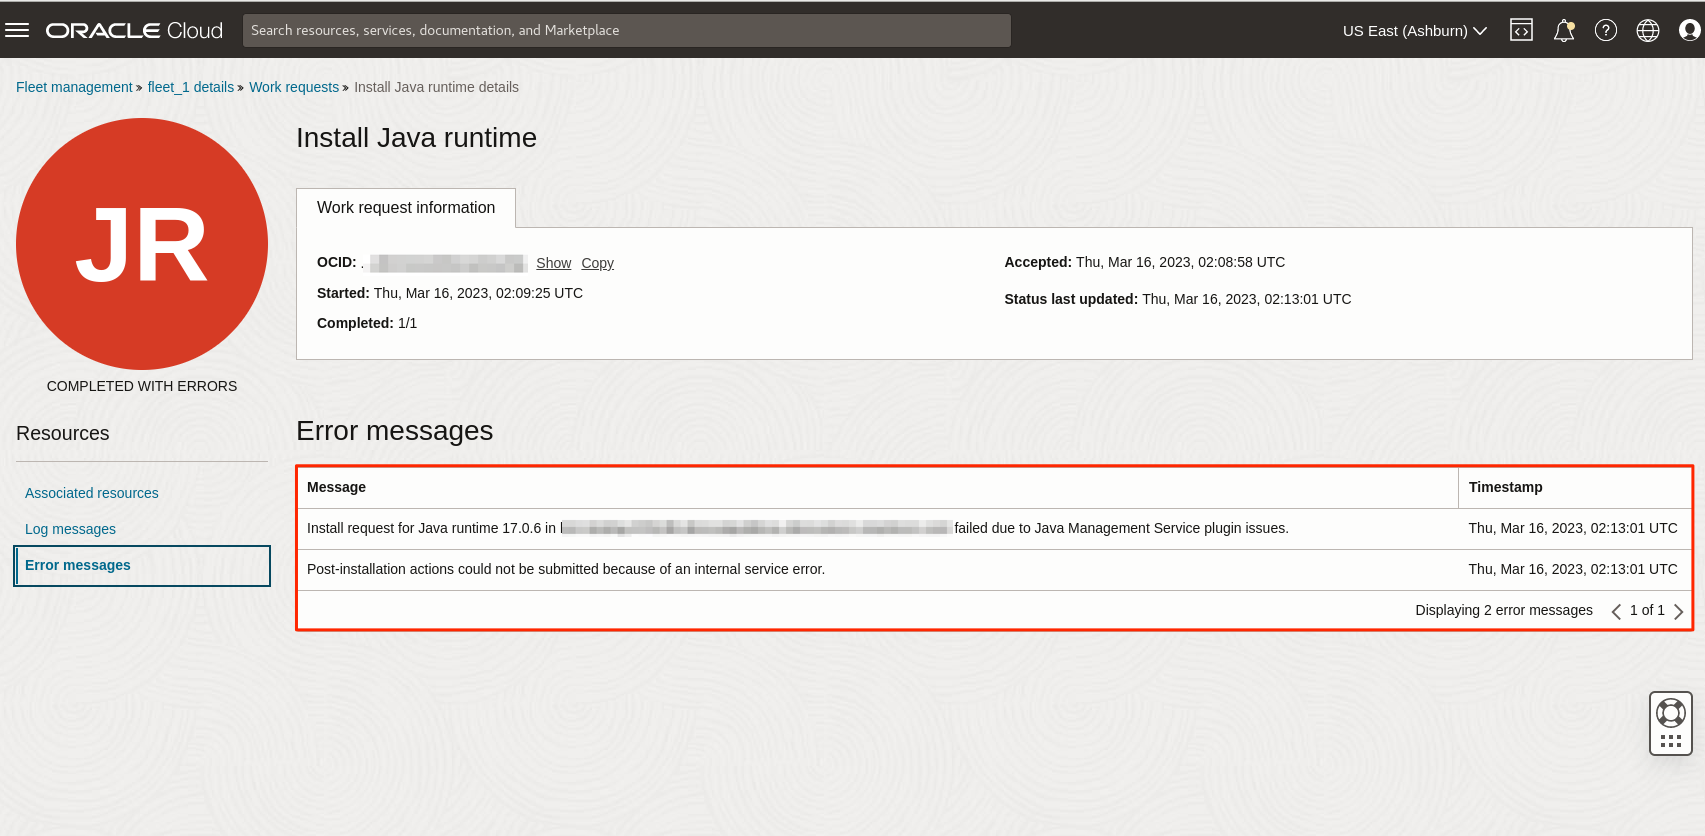 ORACLE Cloud
Search resources, services, documentation, and Marketplace
US East (Ashburn)
Fleet management » fleet_1 details » Work requests » Install Java runtime details
JR
COMPLETED WITH ERRORS
Resources
Associated resources
Log messages
Error messages
Install Java runtime
Work request information
OCID: . Show Copy
Started: Thu, Mar 16, 2023, 02:09:25 UTC
Completed: 1/1
Accepted: Thu, Mar 16, 2023, 02:08:58 UTC
Status last updated: Thu, Mar 16, 2023, 02:13:01 UTC
Error messages
Message Timestamp
Install request for Java runtime 17.0.6 in failed due to Java Management Service plugin issues. Thu, Mar 16, 2023, 02:13:01 UTC
Post-installation actions could not be submitted because of an internal service error. Thu, Mar 16, 2023, 02:13:01 UTC
Displaying 2 error messages < 1 of 1 >